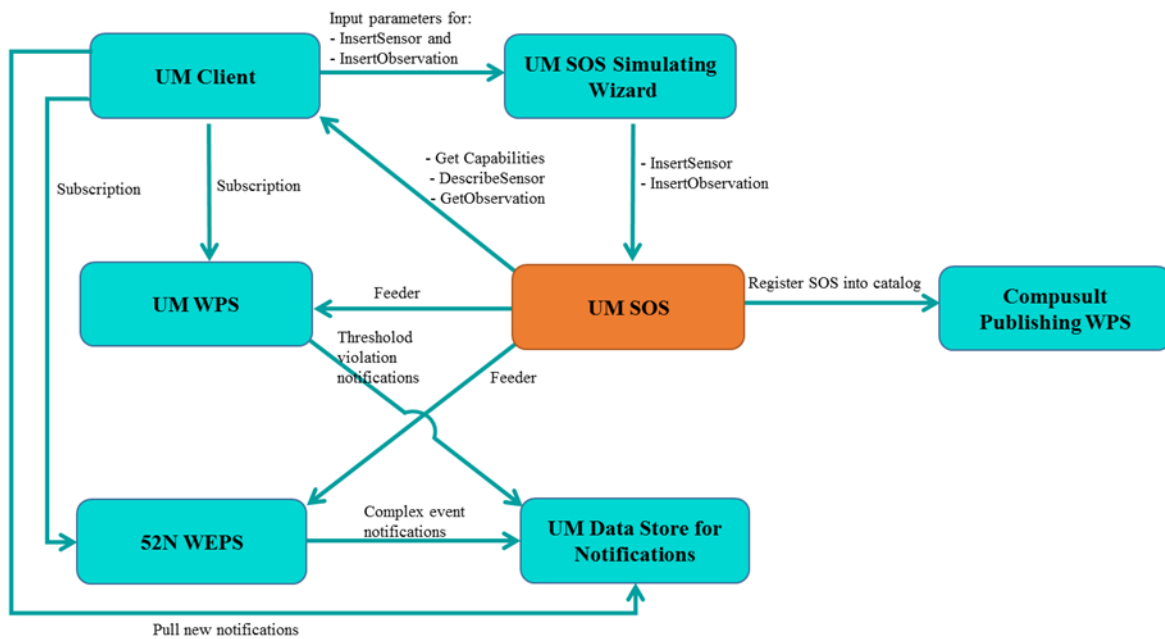 Input parameters for:
- InsertSensor and
- InsertObservation
UM Client
UM SOS Simulating
Wizard
- Get Capabilities
- DescribeSensor
- GetObservation
- InsertSensor
- InsertObservation
Subscription
Subscription
UM WPS
Feeder
UM SOS
Register SOS into catalog
Compusult
Publishing WPS
Thresholod
violation
notifications
Feeder
52N WEPS
Complex event
notifications
UM Data Store for
Notifications
Pull new notifications